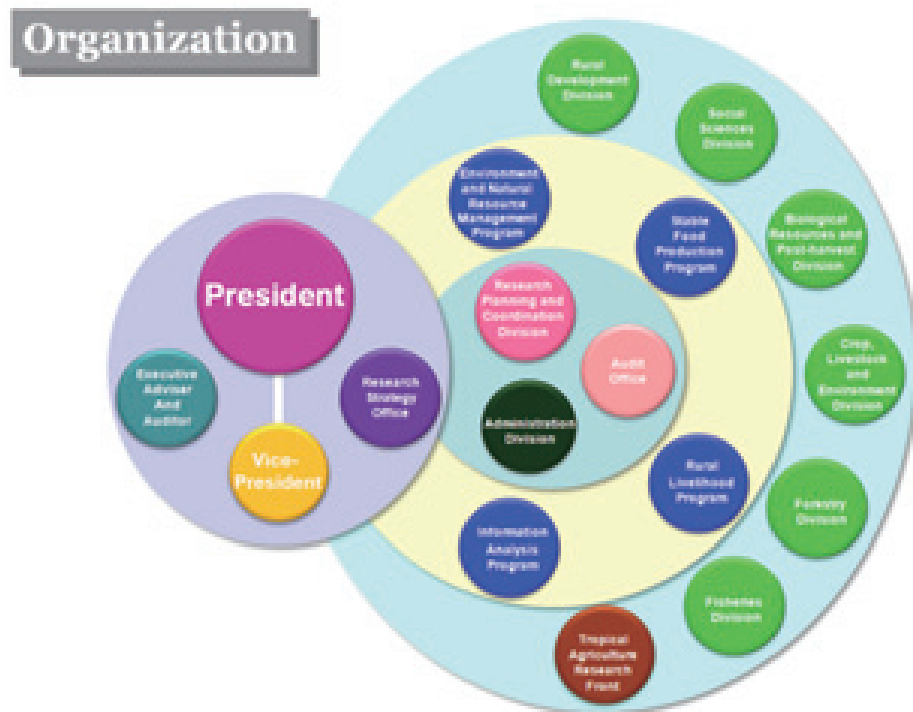 Organization
President
Executive
Adviser
And
Auditor
Research
Strategy
Office
Vice-
President
Research
Planning and
Coordination
Division
Audit
Office
Administration
Division
Environment
and Natural
Resource
Management
Program
Stable
Food
Production
Program
Rural
Livelihood
Program
Information
Analysis
Program
Rural
Development
Division
Social
Sciences
Division
Biological
Resources and
Post-harvest
Division
Crop,
Livestock
and
Environment
Division
Forestry
Division
Fisheries
Division
Tropical
Agriculture
Research
Front